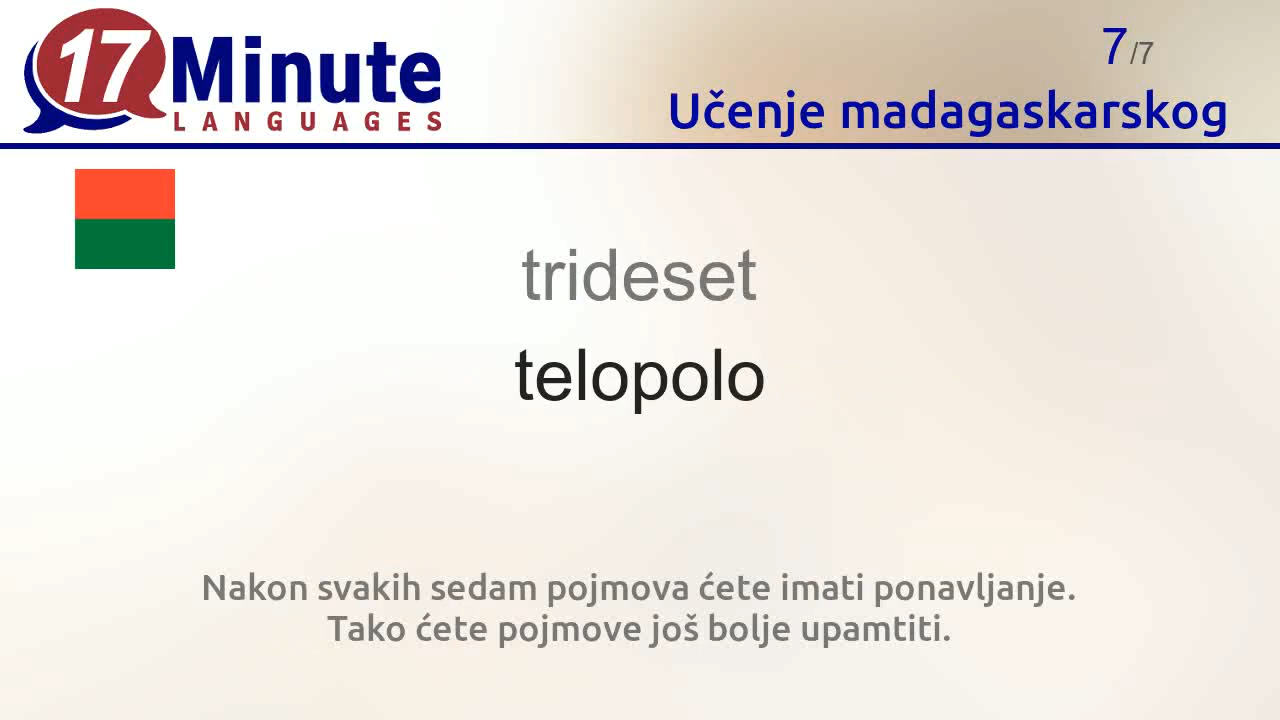 17 Minute
LANGUAGES
7/7
Učenje madagaskarskog
trideset
telopolo
Nakon svakih sedam pojmova ćete imati ponavljanje.
Tako ćete pojmove još bolje upamtiti.